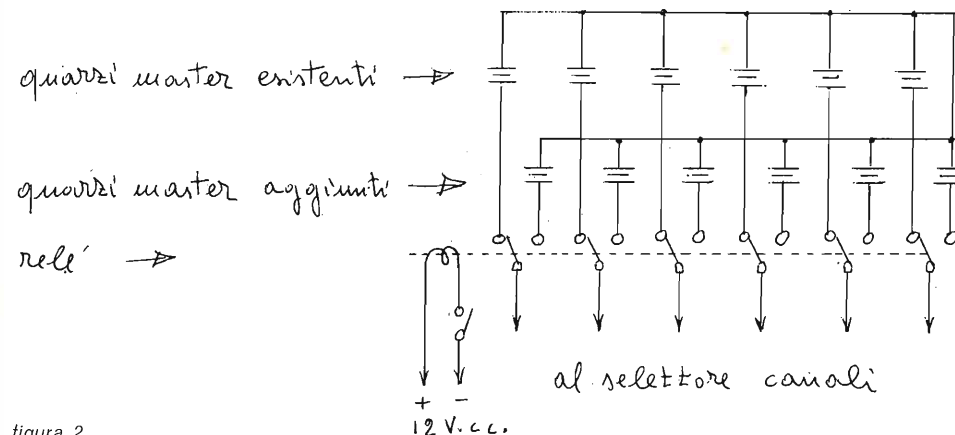 quarzi master esistenti
quarzi master aggiunti
relé
al selettore canali
+ -
12 V. c c.
figura 2